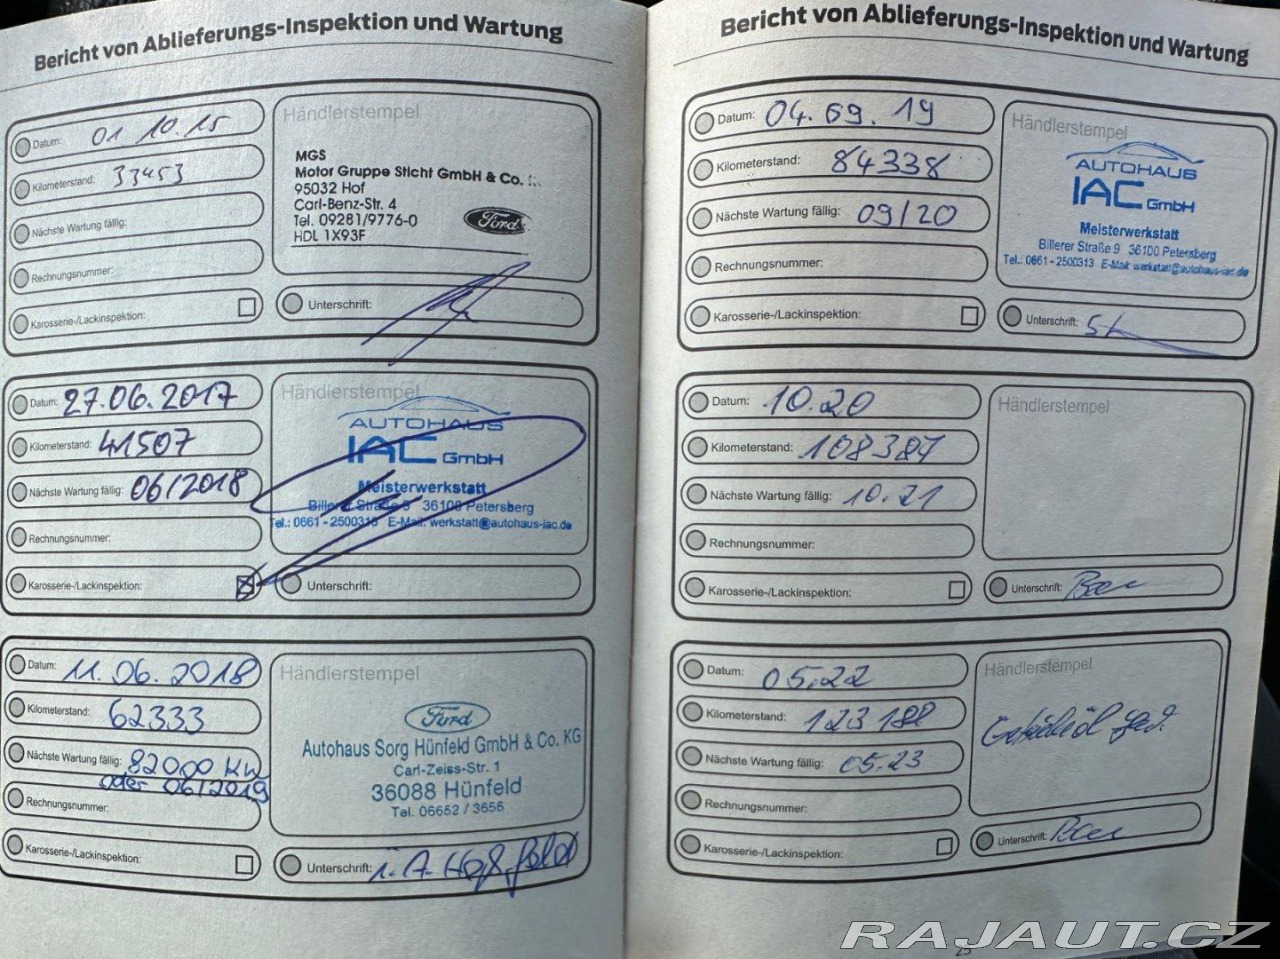 Bericht von Ablieferungs-Inspektion und Wartung
Datum: 01.10.15
Kilometerstand: 33453
Nächste Wartung fällig:
Rechnungsnummer:
Karosserie-/Lackinspektion:
Händlerstempel
MGS
Motor Gruppe Sticht GmbH & Co.
95032 Hof
Carl-Benz-Str. 4
Tel. 09281/9776-0
HDL 1X93F
Ford
Unterschrift:
Datum: 27.06.2017
Kilometerstand: 41507
Nächste Wartung fällig: 06/2018
Rechnungsnummer:
Karosserie-/Lackinspektion:
Händlerstempel
AUTOHAUS
IAC GmbH
Meisterwerkstatt
Billerer Straße 9 36100 Petersberg
Tel.: 0661 - 2500313 E-Mail: werkstatt@autohaus-iac.de
Unterschrift:
Datum: 11.06.2018
Kilometerstand: 62333
Nächste Wartung fällig: 82000 km
oder 06/2019
Rechnungsnummer:
Karosserie-/Lackinspektion:
Händlerstempel
Ford
Autohaus Sorg Hünfeld GmbH & Co. KG
Carl-Zeiss-Str. 1
36088 Hünfeld
Tel. 06652 / 3656
Unterschrift: i.A.
Bericht von Ablieferungs-Inspektion und Wartung
Datum: 04.09.19
Kilometerstand: 84338
Nächste Wartung fällig: 09/20
Rechnungsnummer:
Karosserie-/Lackinspektion:
Händlerstempel
AUTOHAUS
IAC GmbH
Meisterwerkstatt
Billerer Straße 9 36100 Petersberg
Tel.: 0661 - 2500313 E-Mail: werkstatt@autohaus-iac.de
Unterschrift:
Datum: 10.20
Kilometerstand: 108387
Nächste Wartung fällig: 10.21
Rechnungsnummer:
Karosserie-/Lackinspektion:
Händlerstempel
Unterschrift:
Datum: 05.22
Kilometerstand: 123188
Nächste Wartung fällig: 05.23
Rechnungsnummer:
Karosserie-/Lackinspektion:
Händlerstempel
Getriebeöl gew.
Unterschrift:
25
RAJAUT.CZ